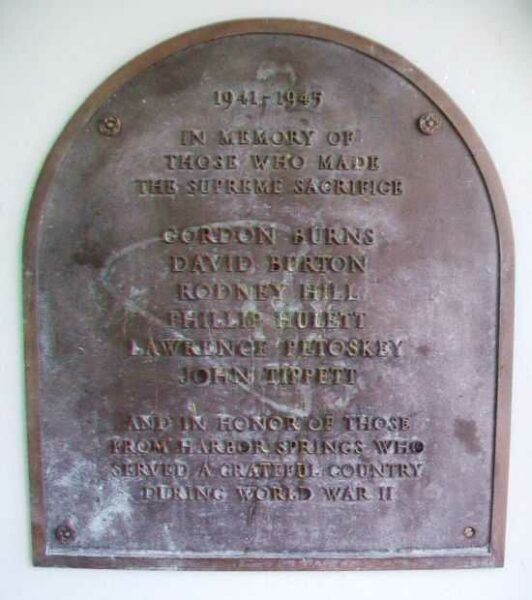 1941-1945
IN MEMORY OF
THOSE WHO MADE
THE SUPREME SACRIFICE
GORDON BURNS
DAVID BURTON
RODNEY HILL
PHILLIP HULETT
LAWRENCE PETOSKEY
JOHN TIPPETT
AND IN HONOR OF THOSE
FROM HARBOR SPRINGS WHO
SERVED A GRATEFUL COUNTRY
DURING WORLD WAR II